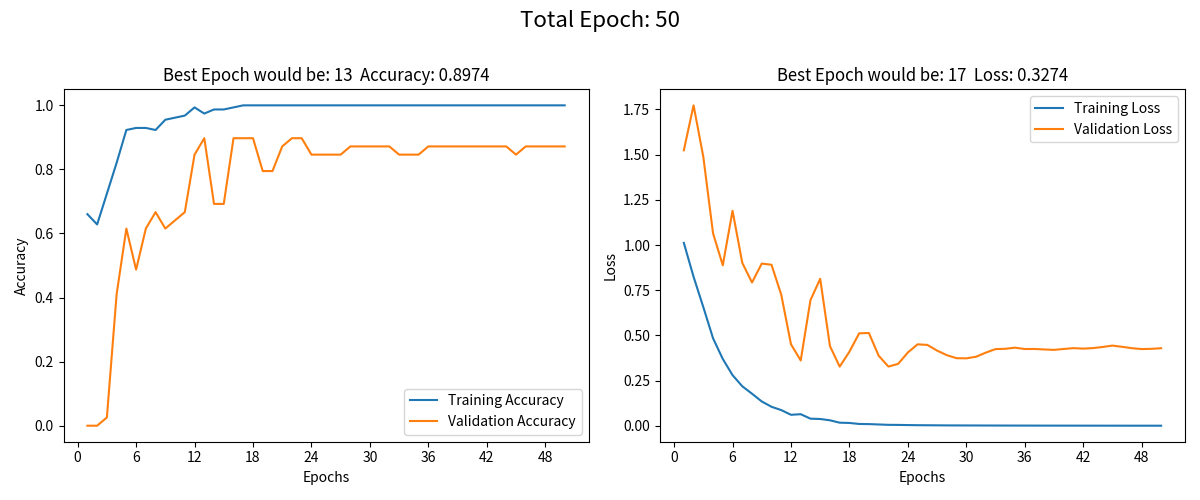 Total Epoch: 50
Best Epoch would be: 13  Accuracy: 0.8974
1.0
0.8
0.6
0.4
0.2
0.0
Accuracy
0 6 12 18 24 30 36 42 48
Epochs
Training Accuracy
Validation Accuracy
Best Epoch would be: 17  Loss: 0.3274
1.75
1.50
1.25
1.00
0.75
0.50
0.25
0.00
Loss
0 6 12 18 24 30 36 42 48
Epochs
Training Loss
Validation Loss